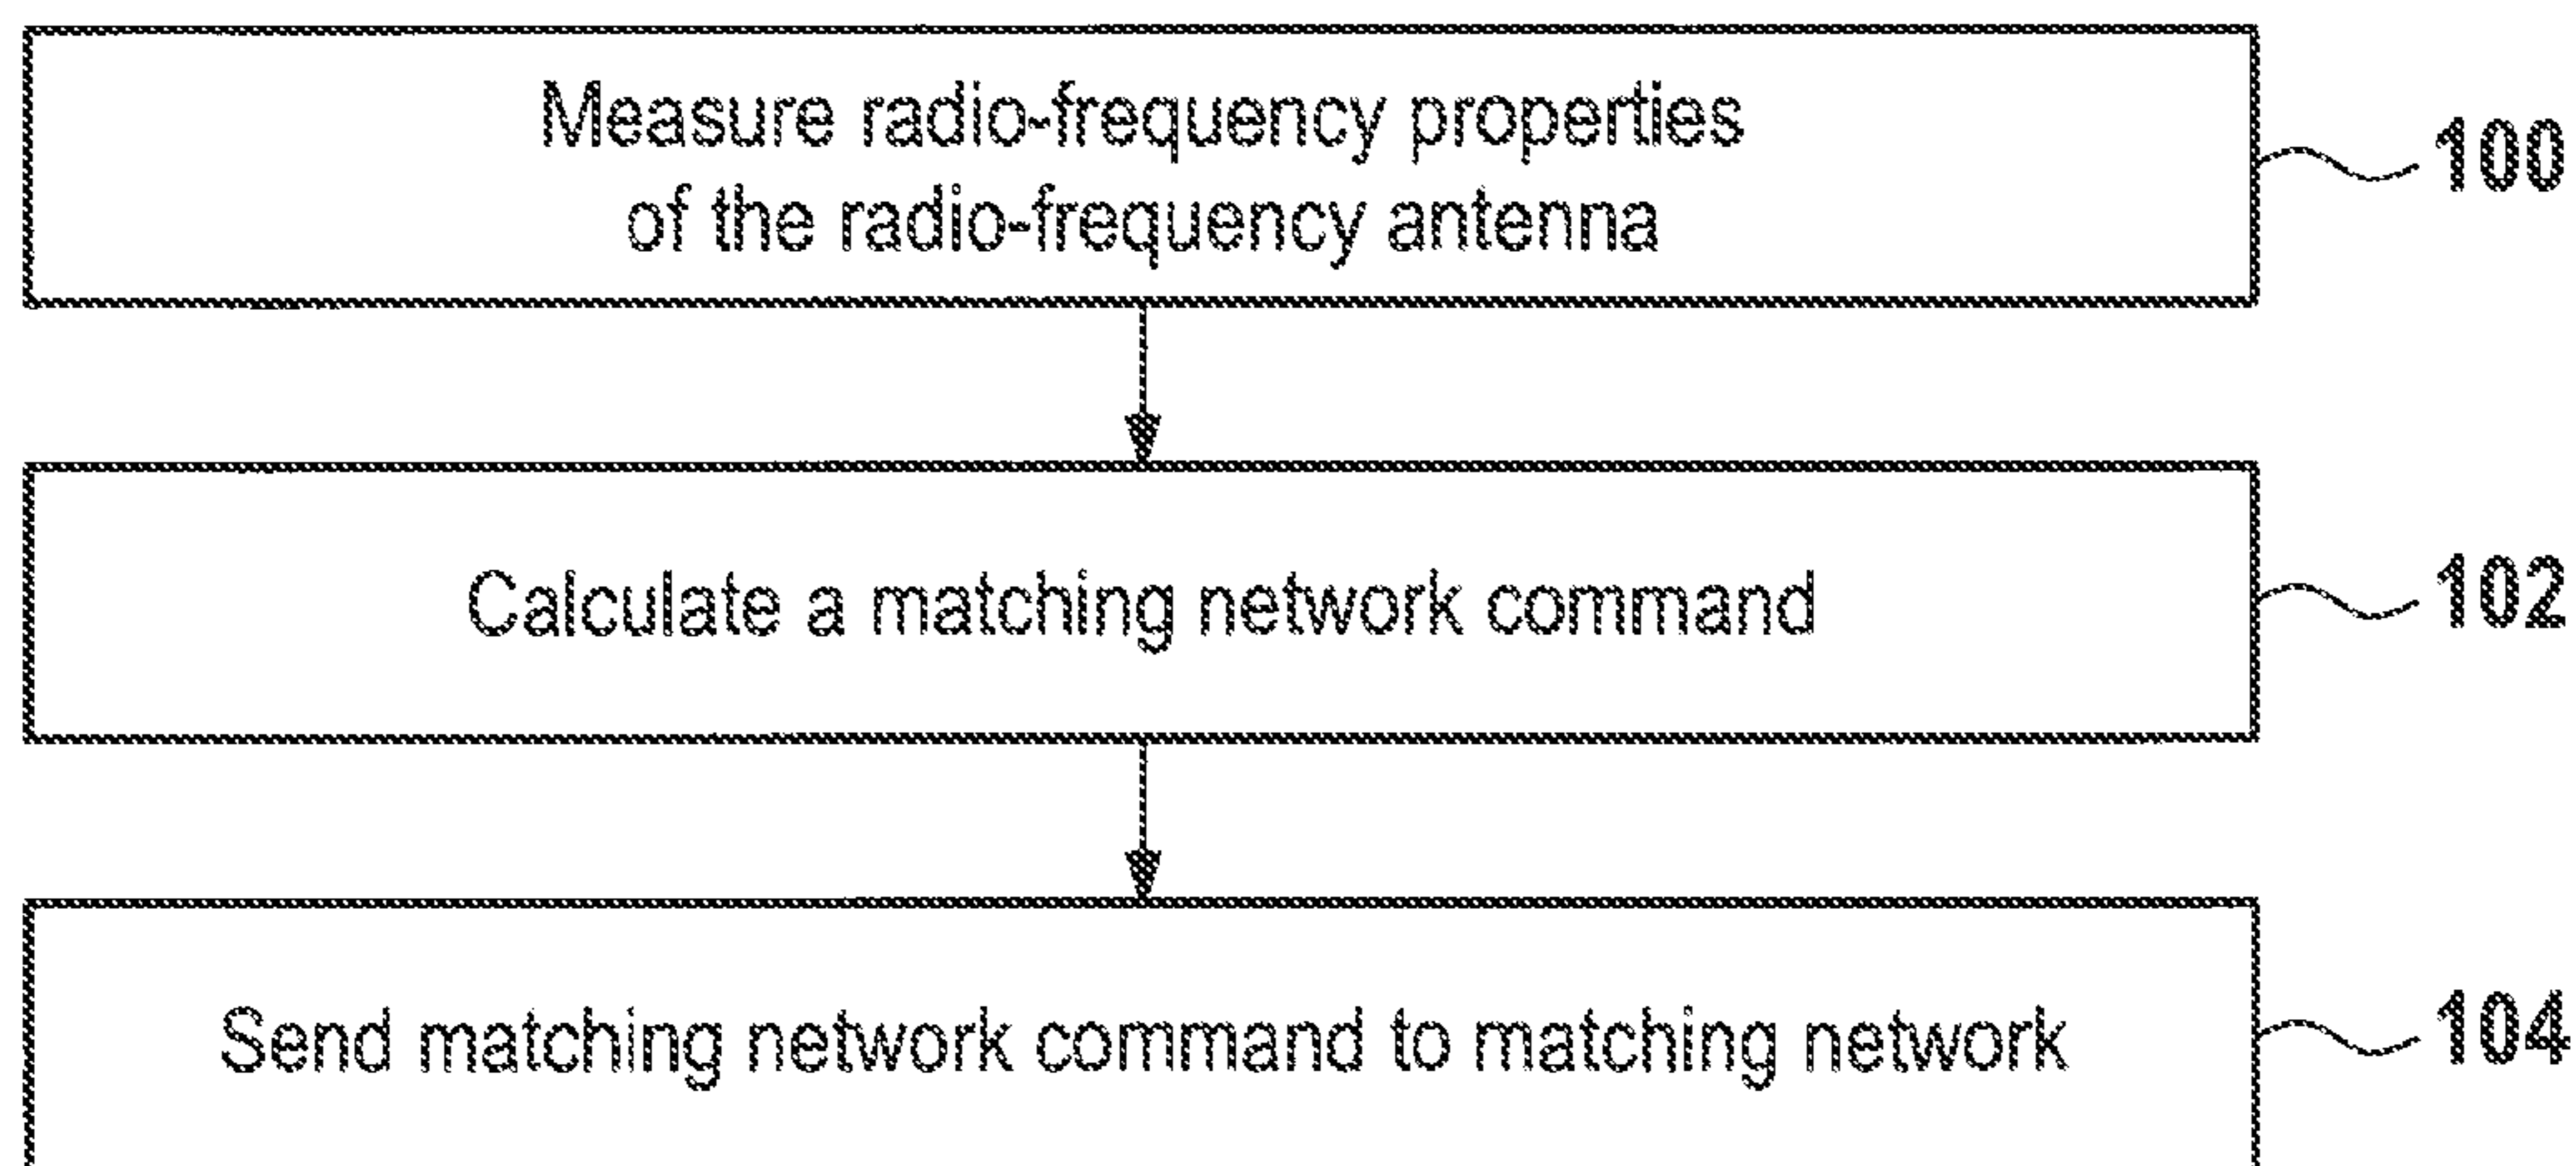 Measure radio-frequency properties
of the radio-frequency antenna
100
Calculate a matching network command
102
Send matching network command to matching network
104